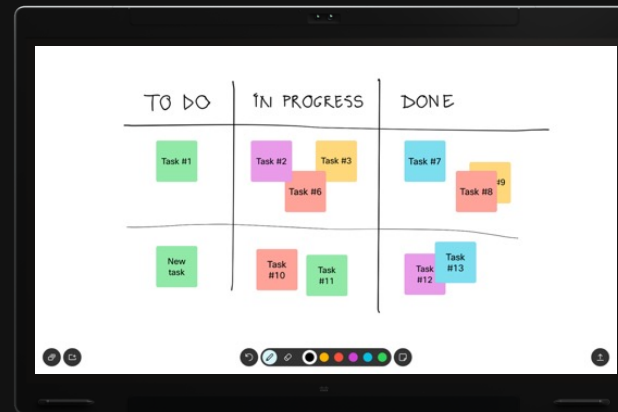 TO DO
IN PROGRESS
DONE
Task #1
Task #2
Task #3
Task #6
Task #7
Task #8
#9
New
task
Task
#10
Task
#11
Task
#12
Task
#13